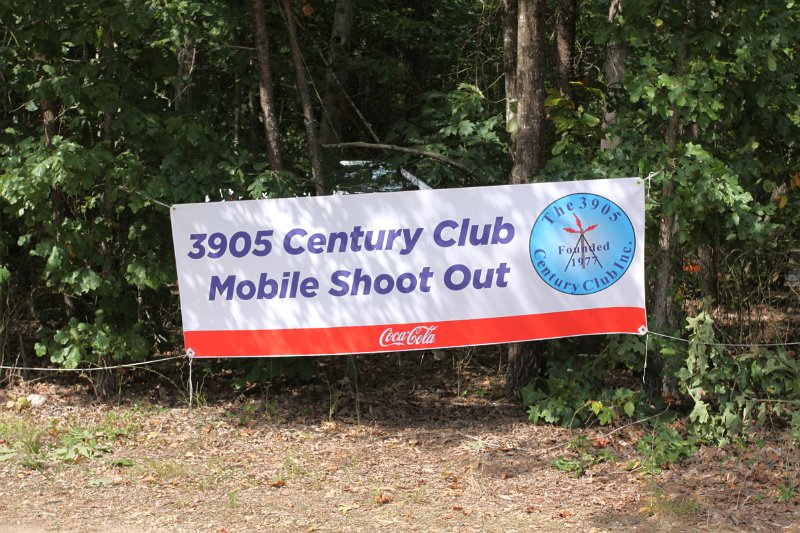 3905 Century Club
Mobile Shoot Out
The 3905
Founded
1977
Century Club Inc.
Coca-Cola